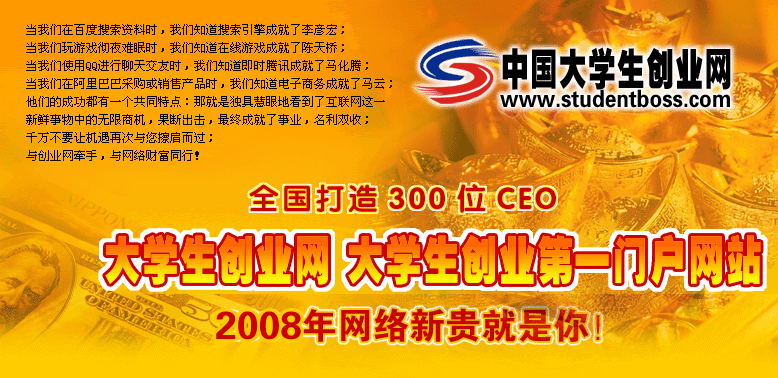 当我们在百度搜索资料时，我们知道搜索引擎成就了李彦宏；
当我们玩游戏彻夜难眠时，我们知道在线游戏成就了陈天桥；
当我们使用QQ进行聊天交友时，我们知道即时腾讯成就了马化腾；
当我们在阿里巴巴采购或销售产品时，我们知道电子商务成就了马云；
他们的成功都有一个共同特点：那就是独具慧眼地看到了互联网这一
新鲜事物中的无限商机，果断出击，最终成就了事业，名利双收；
千万不要让机遇再次与您擦肩而过；
与创业网牵手，与网络财富同行！
中国大学生创业网
www.studentboss.com
全国打造 300 位 CEO
大学生创业网 大学生创业第一门户网站
2008年网络新贵就是你！
UNITED STATES